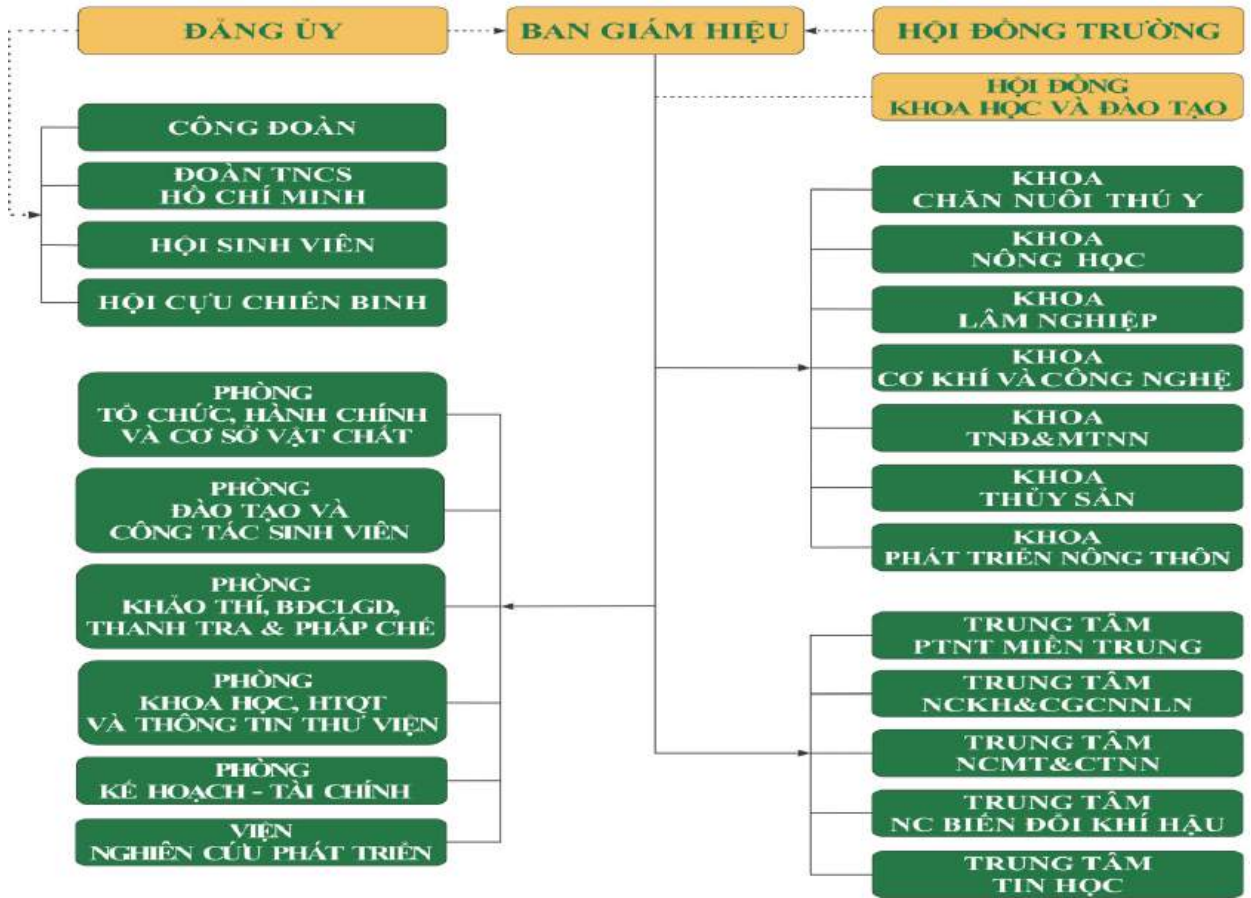 ĐẢNG ỦY
BAN GIÁM HIỆU
HỘI ĐỒNG TRƯỜNG
HỘI ĐỒNG
KHOA HỌC VÀ ĐÀO TẠO
CÔNG ĐOÀN
ĐOÀN TNCS
HỒ CHÍ MINH
HỘI SINH VIÊN
HỘI CỰU CHIẾN BINH
PHÒNG
TỔ CHỨC, HÀNH CHÍNH
VÀ CƠ SỞ VẬT CHẤT
PHÒNG
ĐÀO TẠO VÀ
CÔNG TÁC SINH VIÊN
PHÒNG
KHẢO THÍ, BĐCLGD,
THANH TRA & PHÁP CHẾ
PHÒNG
KHOA HỌC, HTQT
VÀ THÔNG TIN THƯ VIỆN
PHÒNG
KẾ HOẠCH - TÀI CHÍNH
VIỆN
NGHIÊN CỨU PHÁT TRIỂN
KHOA
CHĂN NUÔI THÚ Y
KHOA
NÔNG HỌC
KHOA
LÂM NGHIỆP
KHOA
CƠ KHÍ VÀ CÔNG NGHỆ
KHOA
TNĐ&MTNN
KHOA
THỦY SẢN
KHOA
PHÁT TRIỂN NÔNG THÔN
TRUNG TÂM
PTNT MIỀN TRUNG
TRUNG TÂM
NCKH&CGCNNLN
TRUNG TÂM
NCMT&CTNN
TRUNG TÂM
NC BIẾN ĐỔI KHÍ HẬU
TRUNG TÂM
TIN HỌC